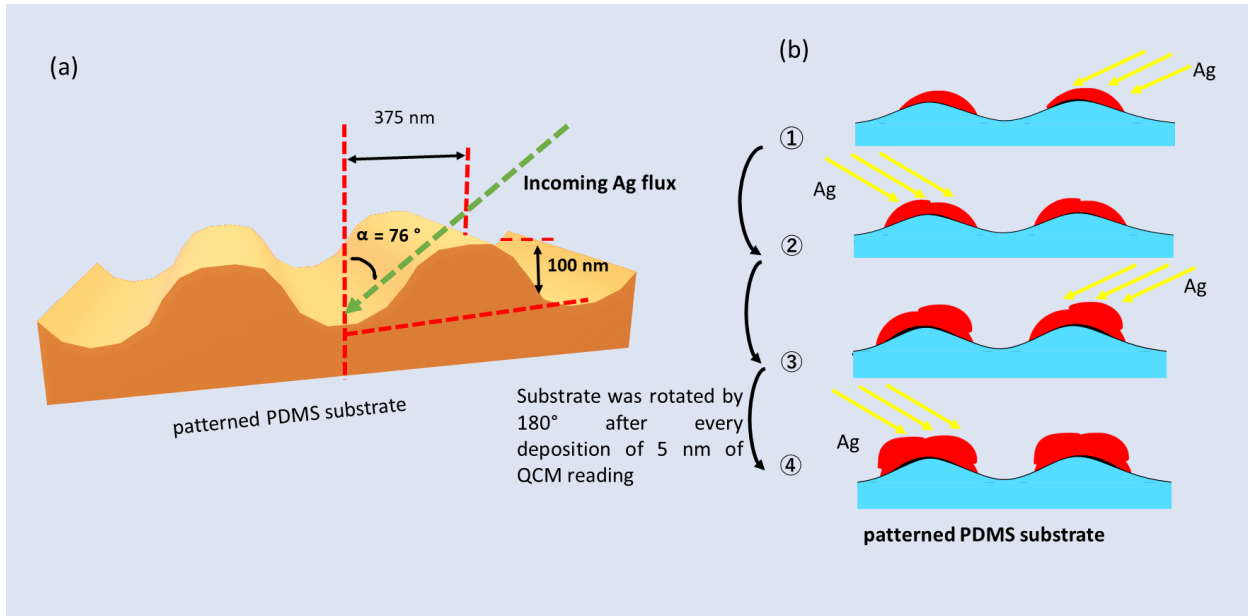 (a)
375 nm
Incoming Ag flux
α = 76 °
100 nm
patterned PDMS substrate
Substrate was rotated by
180° after every
deposition of 5 nm of
QCM reading
(b)
Ag
①
Ag
②
Ag
③
Ag
④
patterned PDMS substrate